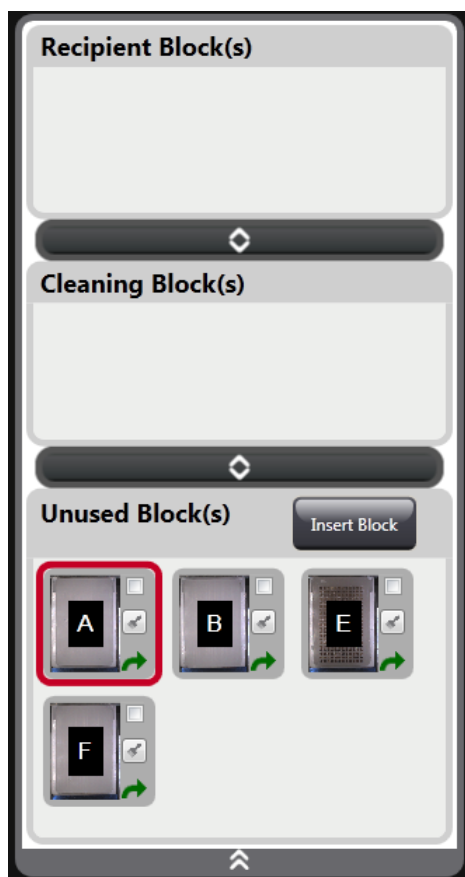 Recipient Block(s)
Cleaning Block(s)
Unused Block(s) Insert Block
A B E
F